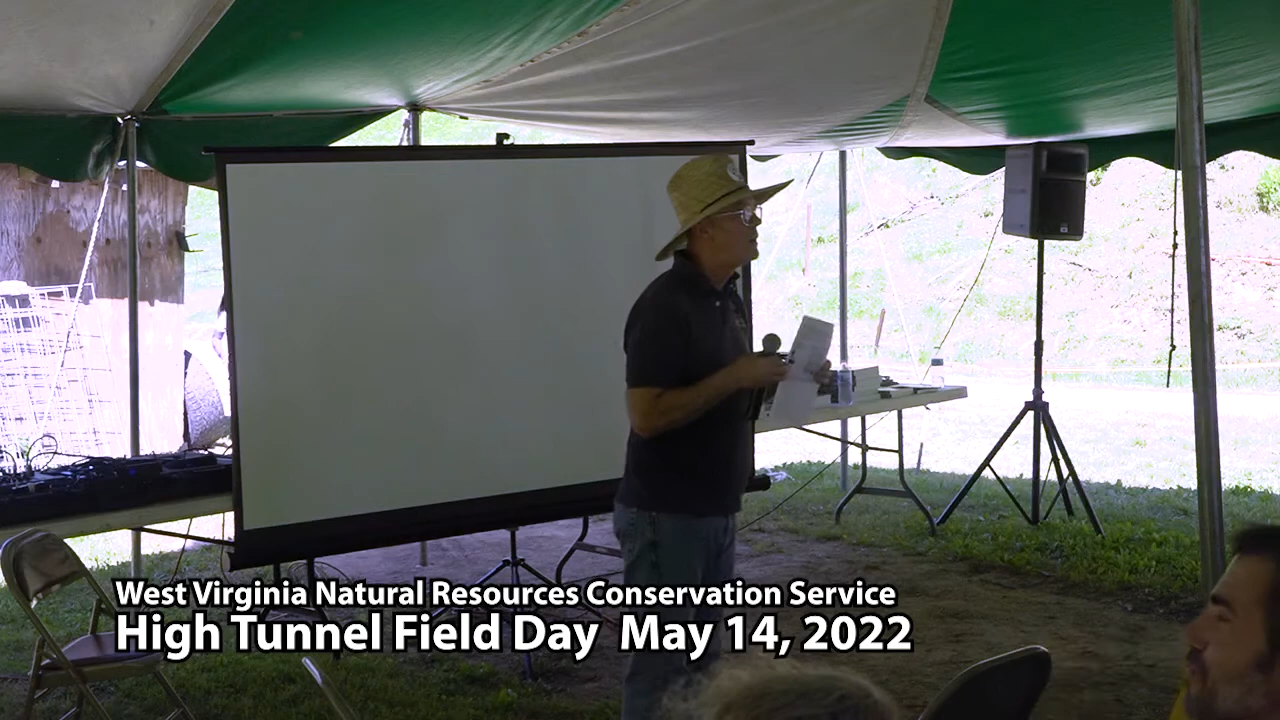 West Virginia Natural Resources Conservation Service
High Tunnel Field Day May 14, 2022